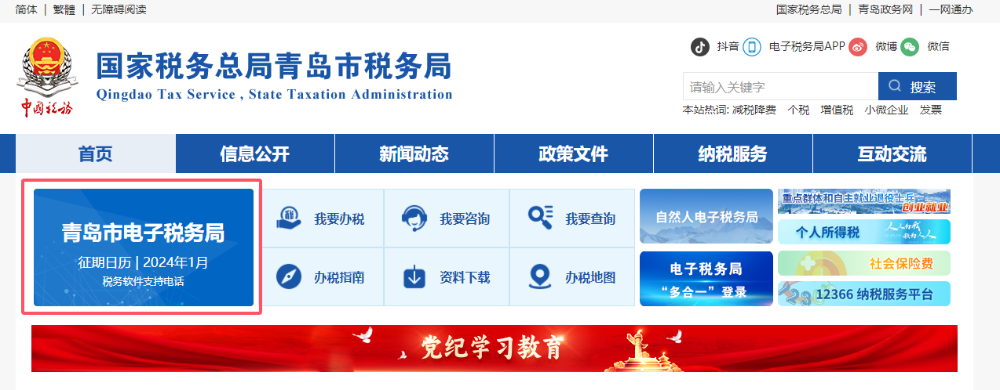 简体 | 繁體 | 无障碍阅读
国家税务总局 | 青岛政务网 | 一网通办
中国税务
国家税务总局青岛市税务局
Qingdao Tax Service , State Taxation Administration
抖音 电子税务局APP 微博 微信
请输入关键字 搜索
本站热词: 减税降费 个税 增值税 小微企业 发票
首页 信息公开 新闻动态 政策文件 纳税服务 互动交流
青岛市电子税务局
征期日历 | 2024年1月
税务软件支持电话
税 我要办税 我要咨询 我要查询
办税指南 资料下载 办税地图
自然人电子税务局
电子税务局
“多合一”登录
重点群体和自主就业退役士兵
创业就业
个人所得税 人人为我
我为人人
社会保险费
12366 12366 纳税服务平台
党纪学习教育